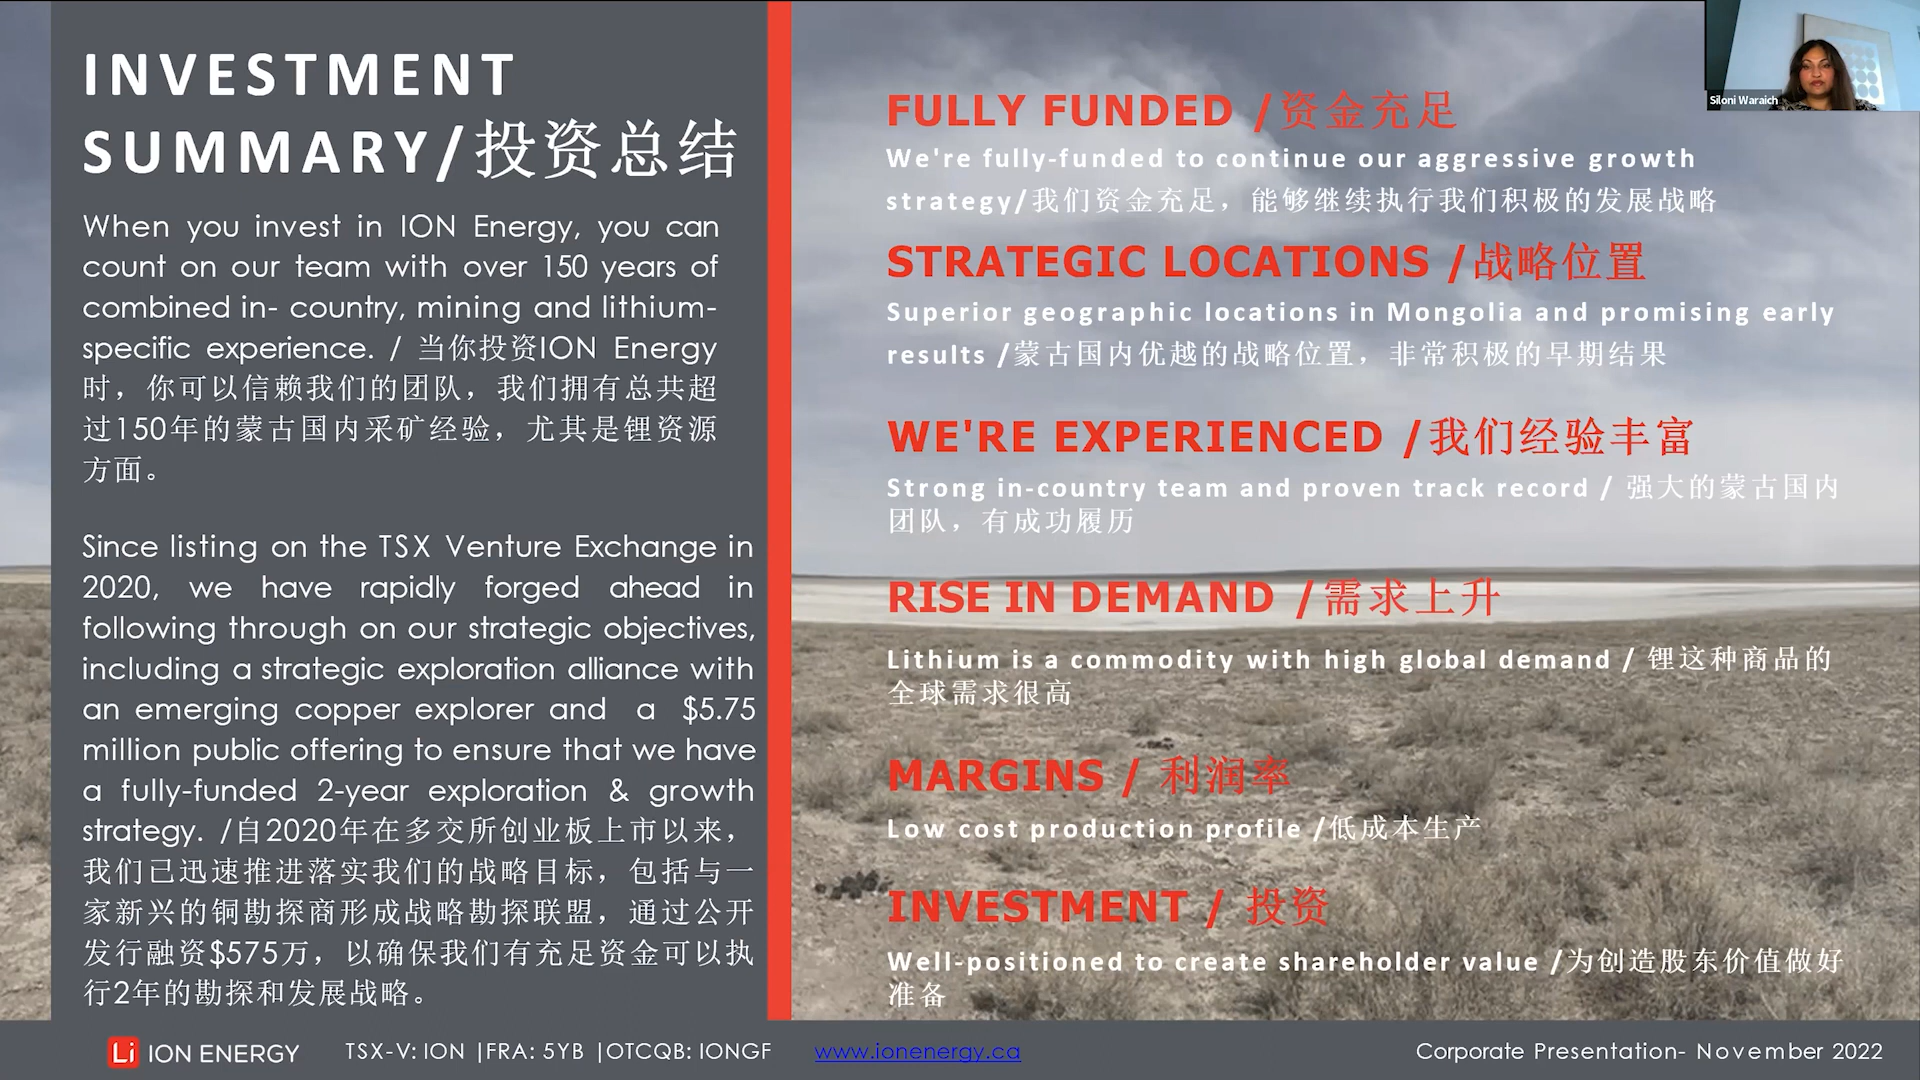 INVESTMENT
SUMMARY/投资总结
When you invest in ION Energy, you can
count on our team with over 150 years of
combined in- country, mining and lithium-
specific experience. / 当你投资ION Energy
时，你可以信赖我们的团队，我们拥有总共超
过150年的蒙古国内采矿经验，尤其是锂资源
方面。
Since listing on the TSX Venture Exchange in
2020, we have rapidly forged ahead in
following through on our strategic objectives,
including a strategic exploration alliance with
an emerging copper explorer and a $5.75
million public offering to ensure that we have
a fully-funded 2-year exploration & growth
strategy. /自2020年在多交所创业板上市以来，
我们已迅速推进落实我们的战略目标，包括与一
家新兴的铜勘探商形成战略勘探联盟，通过公开
发行融资$575万，以确保我们有充足资金可以执
行2年的勘探和发展战略。
FULLY FUNDED /资金充足
We're fully-funded to continue our aggressive growth
strategy/我们资金充足，能够继续执行我们积极的发展战略
STRATEGIC LOCATIONS /战略位置
Superior geographic locations in Mongolia and promising early
results /蒙古国内优越的战略位置，非常积极的早期结果
WE'RE EXPERIENCED /我们经验丰富
Strong in-country team and proven track record / 强大的蒙古国内
团队，有成功履历
RISE IN DEMAND /需求上升
Lithium is a commodity with high global demand / 锂这种商品的
全球需求很高
MARGINS / 利润率
Low cost production profile /低成本生产
INVESTMENT / 投资
Well-positioned to create shareholder value /为创造股东价值做好
准备
Siloni Waraich
Li ION ENERGY
TSX-V: ION |FRA: 5YB |OTCQB: IONGF
www.ionenergy.ca
Corporate Presentation- November 2022